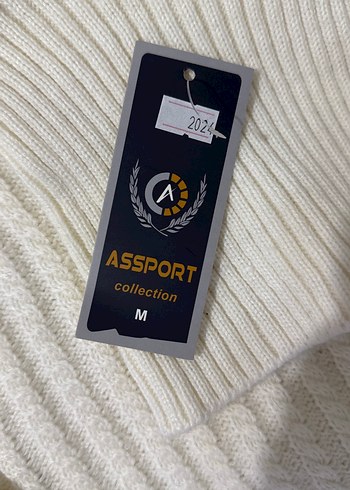 2024
A
ASSPORT
collection
M